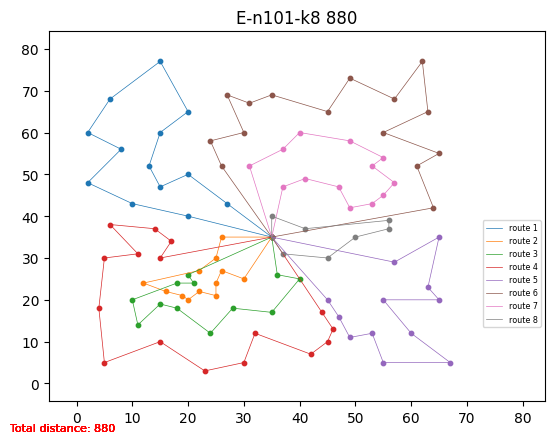 E-n101-k8 880
80
70
60
50
40
30
20
10
0
0 10 20 30 40 50 60 70 80
route 1
route 2
route 3
route 4
route 5
route 6
route 7
route 8
Total distance: 880